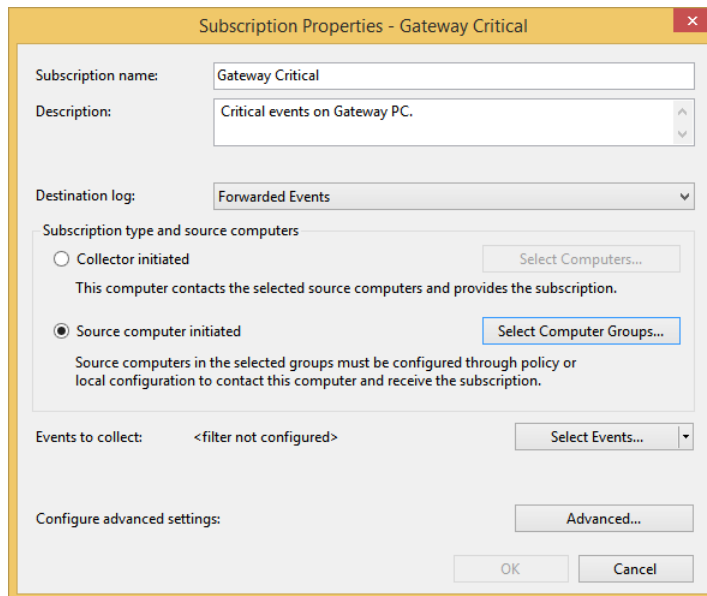 Subscription Properties - Gateway Critical
Subscription name: Gateway Critical
Description: Critical events on Gateway PC.
Destination log: Forwarded Events
Subscription type and source computers
Collector initiated Select Computers...
This computer contacts the selected source computers and provides the subscription.
Source computer initiated Select Computer Groups...
Source computers in the selected groups must be configured through policy or
local configuration to contact this computer and receive the subscription.
Events to collect: <filter not configured> Select Events...
Configure advanced settings: Advanced...
OK Cancel